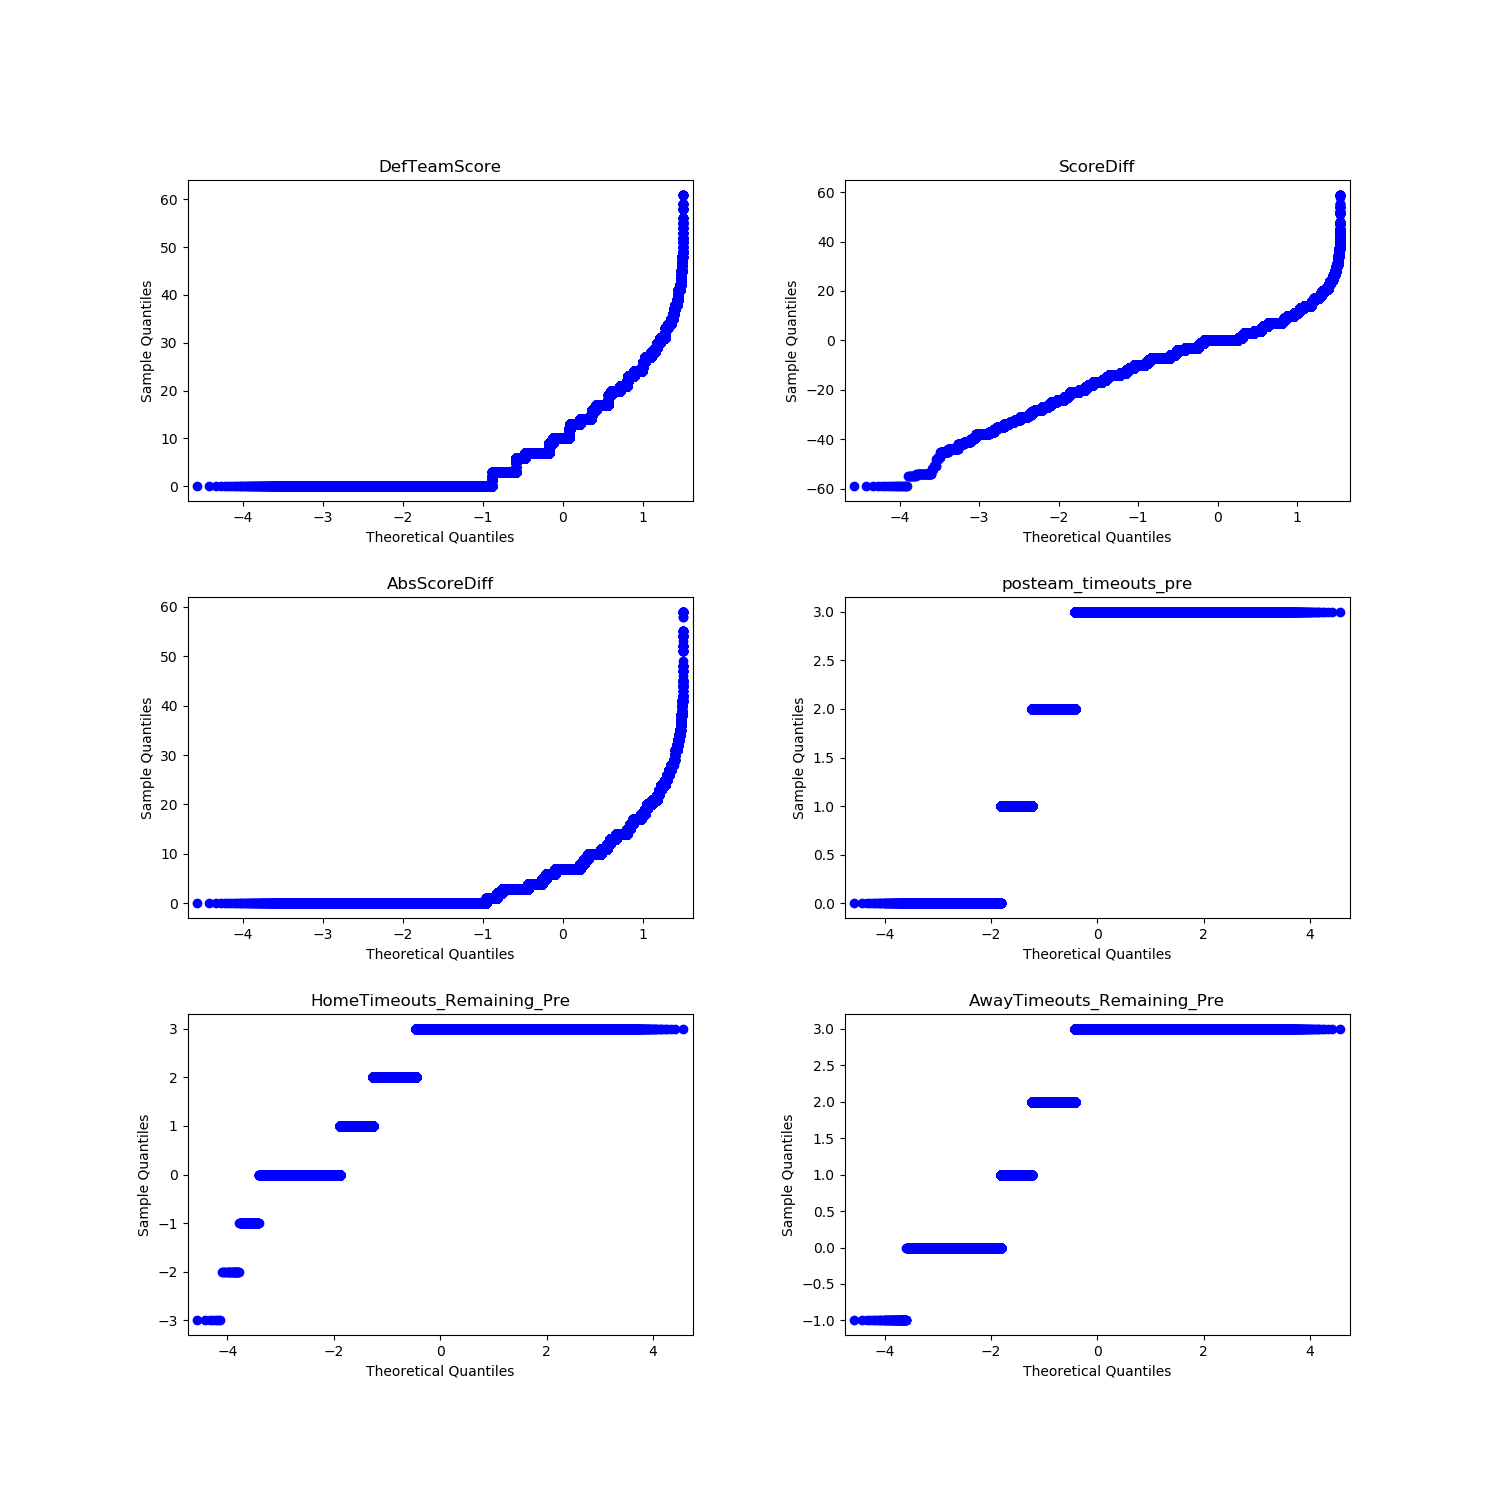 DefTeamScore
60
50
40
30
20
10
0
Sample Quantiles
−4 −3 −2 −1 0 1
Theoretical Quantiles
ScoreDiff
60
40
20
0
−20
−40
−60
Sample Quantiles
−4 −3 −2 −1 0 1
Theoretical Quantiles
AbsScoreDiff
60
50
40
30
20
10
0
Sample Quantiles
−4 −3 −2 −1 0 1
Theoretical Quantiles
posteam_timeouts_pre
3.0
2.5
2.0
1.5
1.0
0.5
0.0
Sample Quantiles
−4 −2 0 2 4
Theoretical Quantiles
HomeTimeouts_Remaining_Pre
3
2
1
0
−1
−2
−3
Sample Quantiles
−4 −2 0 2 4
Theoretical Quantiles
AwayTimeouts_Remaining_Pre
3.0
2.5
2.0
1.5
1.0
0.5
0.0
−0.5
−1.0
Sample Quantiles
−4 −2 0 2 4
Theoretical Quantiles